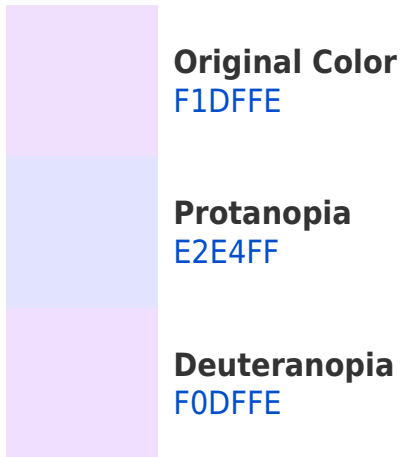 Original Color
F1DFFE
Protanopia
E2E4FF
Deuteranopia
F0DFFE